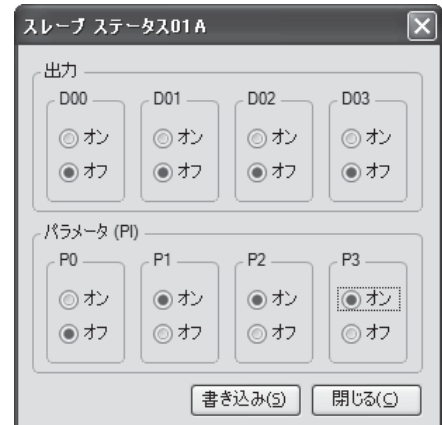 スレーブ ステータス01A
出力
D00 D01 D02 D03
オン オン オン オン
オフ オフ オフ オフ
パラメータ (PI)
P0 P1 P2 P3
オン オン オン オン
オフ オフ オフ オフ
書き込み(S) 閉じる(C)